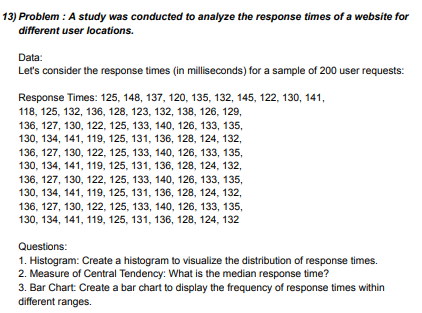 13) Problem : A study was conducted to analyze the response times of a website for
different user locations.
Data:
Let's consider the response times (in milliseconds) for a sample of 200 user requests:
Response Times: 125, 148, 137, 120, 135, 132, 145, 122, 130, 141,
118, 125, 132, 136, 128, 123, 132, 138, 126, 129,
136, 127, 130, 122, 125, 133, 140, 126, 133, 135,
130, 134, 141, 119, 125, 131, 136, 128, 124, 132,
136, 127, 130, 122, 125, 133, 140, 126, 133, 135,
130, 134, 141, 119, 125, 131, 136, 128, 124, 132,
136, 127, 130, 122, 125, 133, 140, 126, 133, 135,
130, 134, 141, 119, 125, 131, 136, 128, 124, 132,
136, 127, 130, 122, 125, 133, 140, 126, 133, 135,
130, 134, 141, 119, 125, 131, 136, 128, 124, 132
Questions:
1. Histogram: Create a histogram to visualize the distribution of response times.
2. Measure of Central Tendency: What is the median response time?
3. Bar Chart: Create a bar chart to display the frequency of response times within
different ranges.